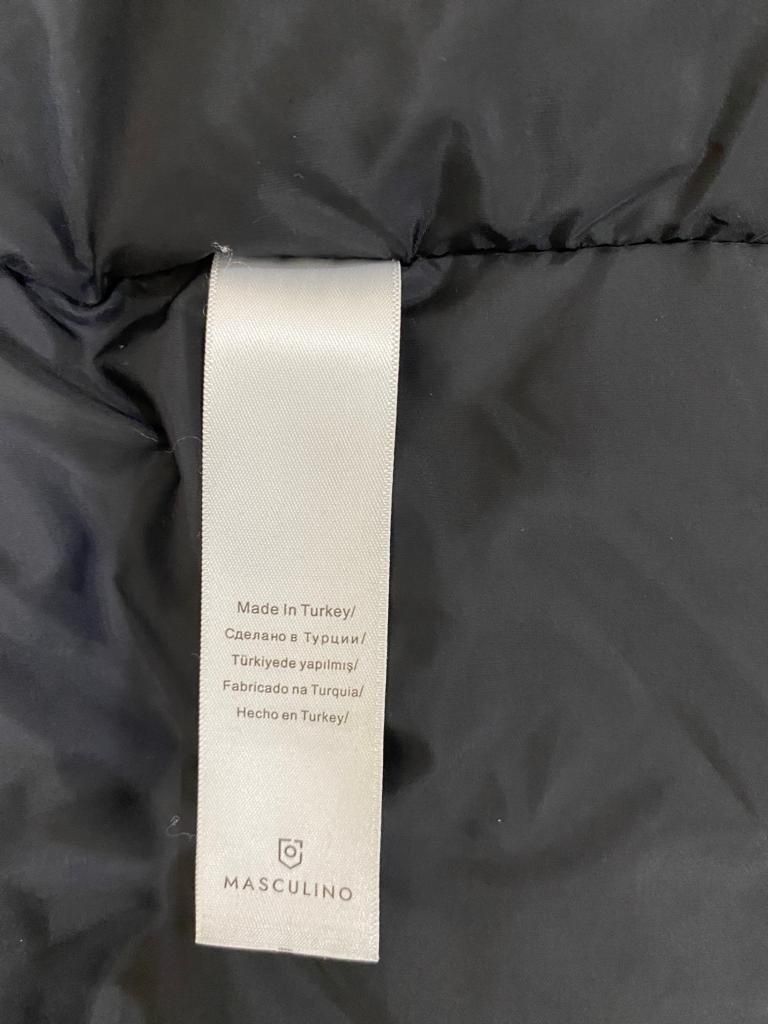 Made In Turkey/
Сделано в Турции/
Türkiyede yapılmış/
Fabricado na Turquia/
Hecho en Turkey/
MASCULINO